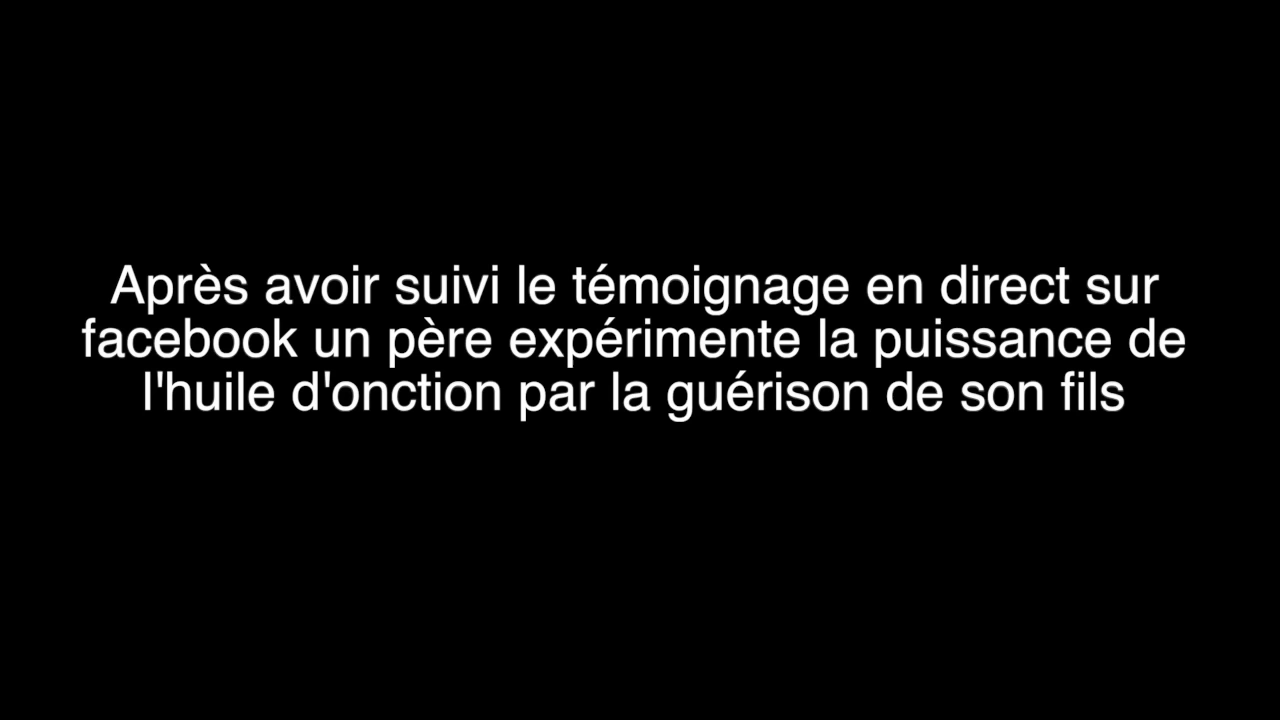 Après avoir suivi le témoignage en direct sur
facebook un père expérimente la puissance de
l'huile d'onction par la guérison de son fils